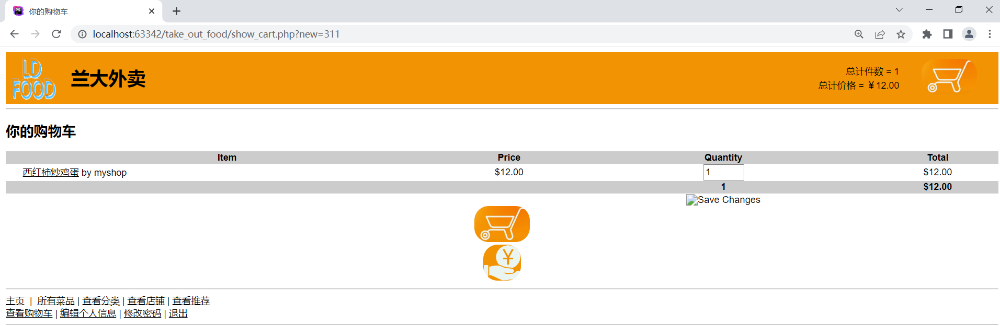 你的购物车
localhost:63342/take_out_food/show_cart.php?new=311
LD
FOOD
兰大外卖
总计件数 = 1
总计价格 = ￥12.00
你的购物车
Item Price Quantity Total
西红柿炒鸡蛋 by myshop $12.00 1 $12.00
1 $12.00
Save Changes
¥
主页 | 所有菜品 | 查看分类 | 查看店铺 | 查看推荐
查看购物车 | 编辑个人信息 | 修改密码 | 退出